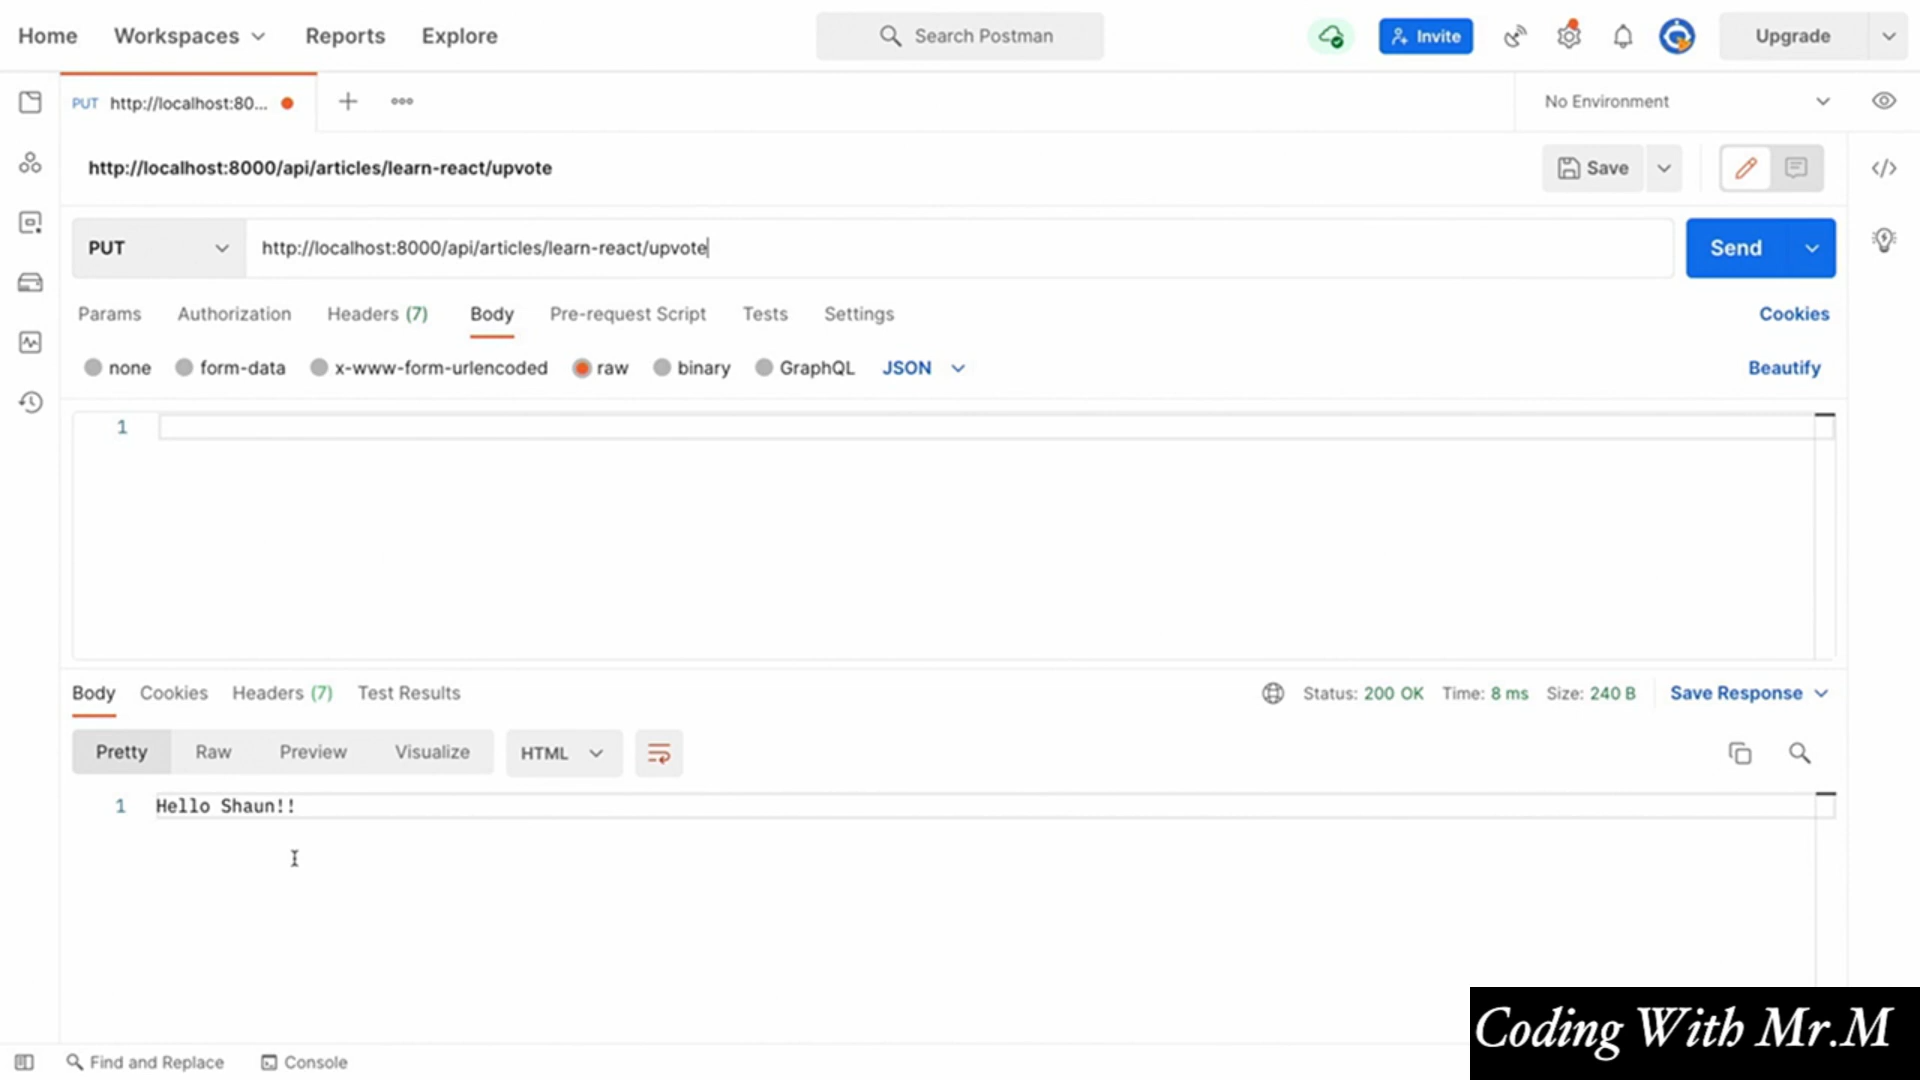 Home Workspaces Reports Explore Search Postman Invite Upgrade
PUT http://localhost:80... No Environment
http://localhost:8000/api/articles/learn-react/upvote Save
PUT http://localhost:8000/api/articles/learn-react/upvote Send
Params Authorization Headers (7) Body Pre-request Script Tests Settings Cookies
none form-data x-www-form-urlencoded raw binary GraphQL JSON Beautify
1
Body Cookies Headers (7) Test Results Status: 200 OK Time: 8 ms Size: 240 B Save Response
Pretty Raw Preview Visualize HTML
1 Hello Shaun!!
Coding With Mr.M
Find and Replace Console